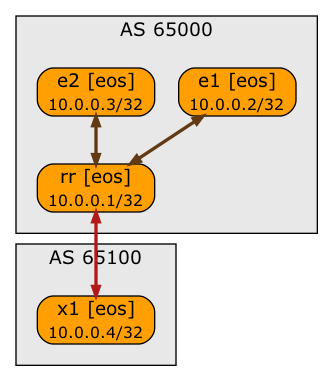 AS 65000
e2 [eos]
10.0.0.3/32
e1 [eos]
10.0.0.2/32
rr [eos]
10.0.0.1/32
AS 65100
x1 [eos]
10.0.0.4/32